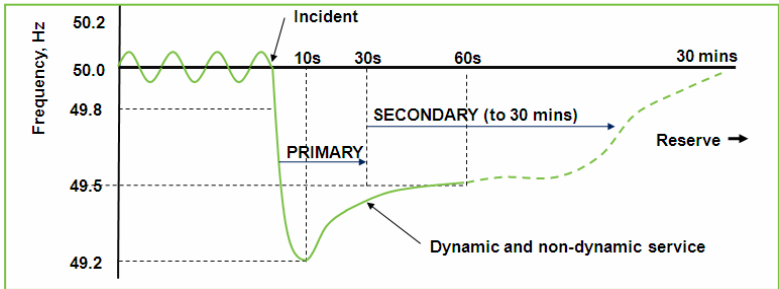 Frequency, Hz
50.2
50.0
49.8
49.5
49.2
Incident
10s
30s
60s
30 mins
SECONDARY (to 30 mins)
PRIMARY
Reserve
Dynamic and non-dynamic service